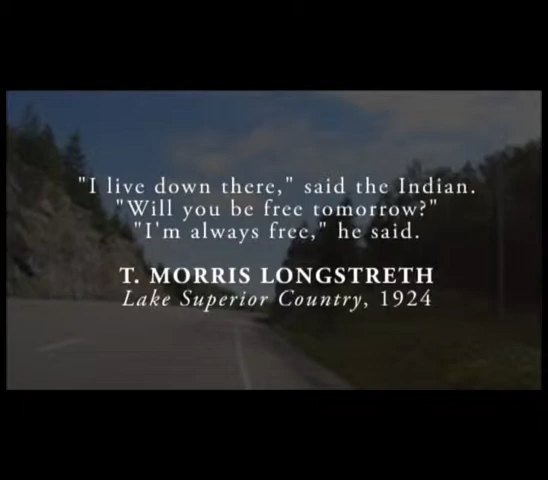 "I live down there," said the Indian.
"Will you be free tomorrow?"
"I'm always free," he said.
T. MORRIS LONGSTRETH
Lake Superior Country, 1924